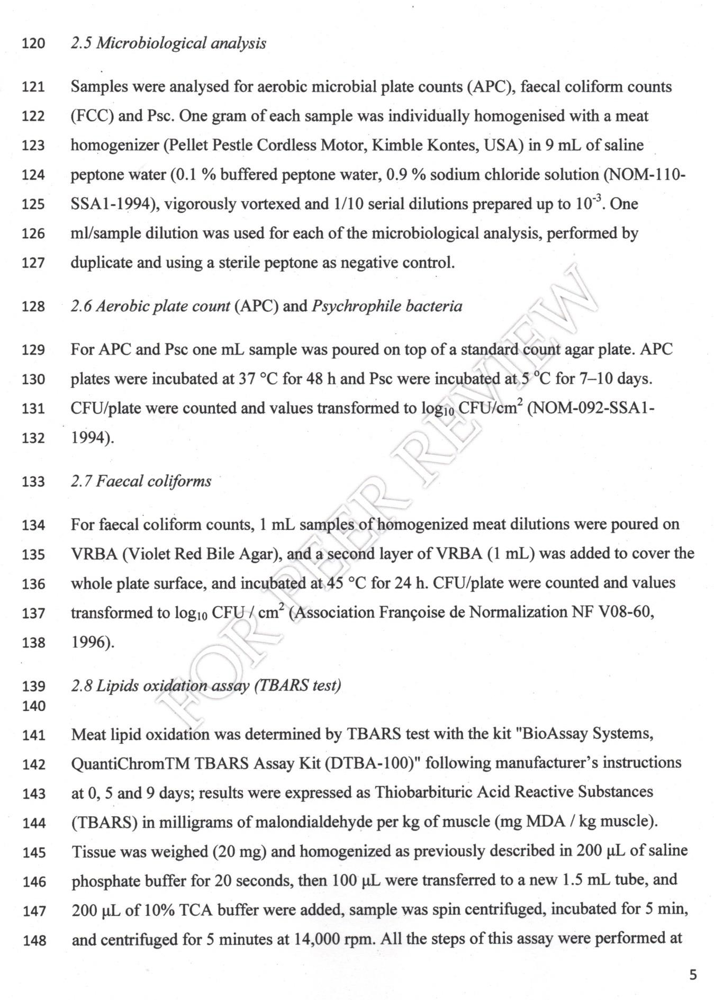 120 2.5 Microbiological analysis
121 Samples were analysed for aerobic microbial plate counts (APC), faecal coliform counts
122 (FCC) and Psc. One gram of each sample was individually homogenised with a meat
123 homogenizer (Pellet Pestle Cordless Motor, Kimble Kontes, USA) in 9 mL of saline
124 peptone water (0.1 % buffered peptone water, 0.9 % sodium chloride solution (NOM-110-
125 SSA1-1994), vigorously vortexed and 1/10 serial dilutions prepared up to 10⁻³. One
126 ml/sample dilution was used for each of the microbiological analysis, performed by
127 duplicate and using a sterile peptone as negative control.
128 2.6 Aerobic plate count (APC) and Psychrophile bacteria
129 For APC and Psc one mL sample was poured on top of a standard count agar plate. APC
130 plates were incubated at 37 °C for 48 h and Psc were incubated at 5 °C for 7–10 days.
131 CFU/plate were counted and values transformed to log₁₀ CFU/cm² (NOM-092-SSA1-
132 1994).
133 2.7 Faecal coliforms
134 For faecal coliform counts, 1 mL samples of homogenized meat dilutions were poured on
135 VRBA (Violet Red Bile Agar), and a second layer of VRBA (1 mL) was added to cover the
136 whole plate surface, and incubated at 45 °C for 24 h. CFU/plate were counted and values
137 transformed to log₁₀ CFU / cm² (Association Françoise de Normalization NF V08-60,
138 1996).
139 2.8 Lipids oxidation assay (TBARS test)
140
141 Meat lipid oxidation was determined by TBARS test with the kit "BioAssay Systems,
142 QuantiChromTM TBARS Assay Kit (DTBA-100)" following manufacturer's instructions
143 at 0, 5 and 9 days; results were expressed as Thiobarbituric Acid Reactive Substances
144 (TBARS) in milligrams of malondialdehyde per kg of muscle (mg MDA / kg muscle).
145 Tissue was weighed (20 mg) and homogenized as previously described in 200 µL of saline
146 phosphate buffer for 20 seconds, then 100 µL were transferred to a new 1.5 mL tube, and
147 200 µL of 10% TCA buffer were added, sample was spin centrifuged, incubated for 5 min,
148 and centrifuged for 5 minutes at 14,000 rpm. All the steps of this assay were performed at
5
FOR PEER REVIEW